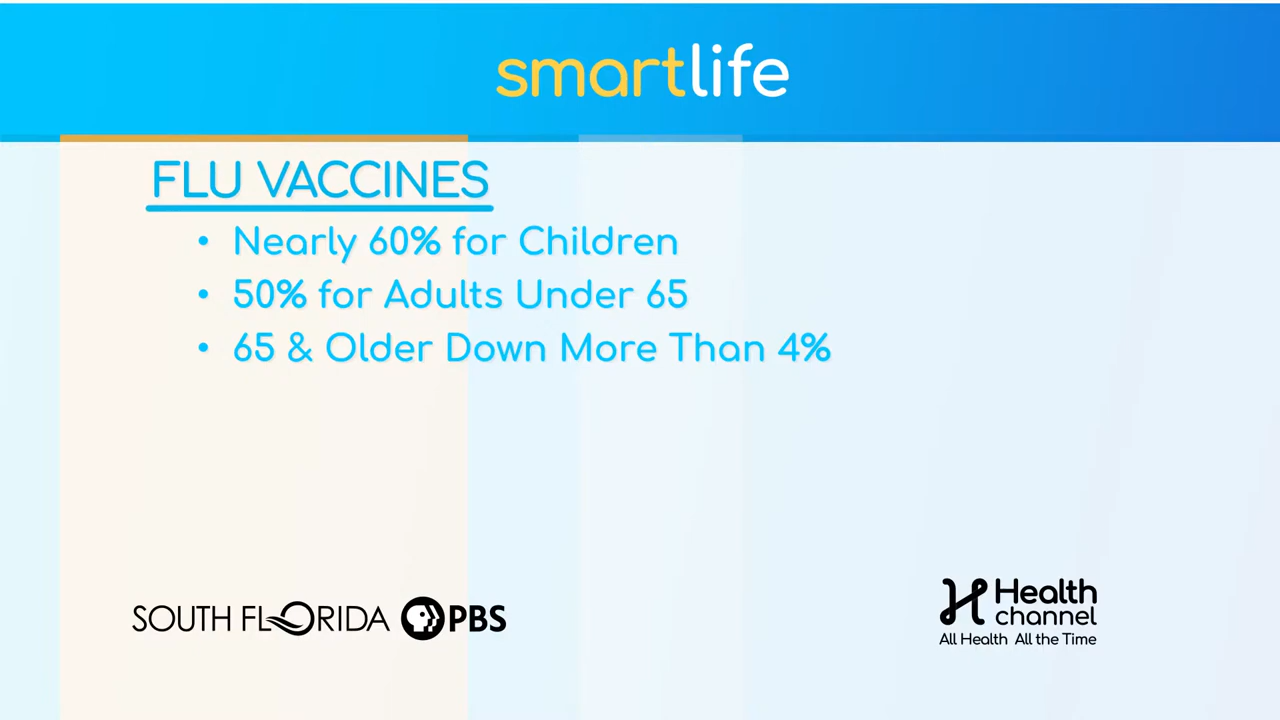 smartlife
FLU VACCINES
• Nearly 60% for Children
• 50% for Adults Under 65
• 65 & Older Down More Than 4%
SOUTH FLORIDA PBS
Health
channel
All Health All the Time